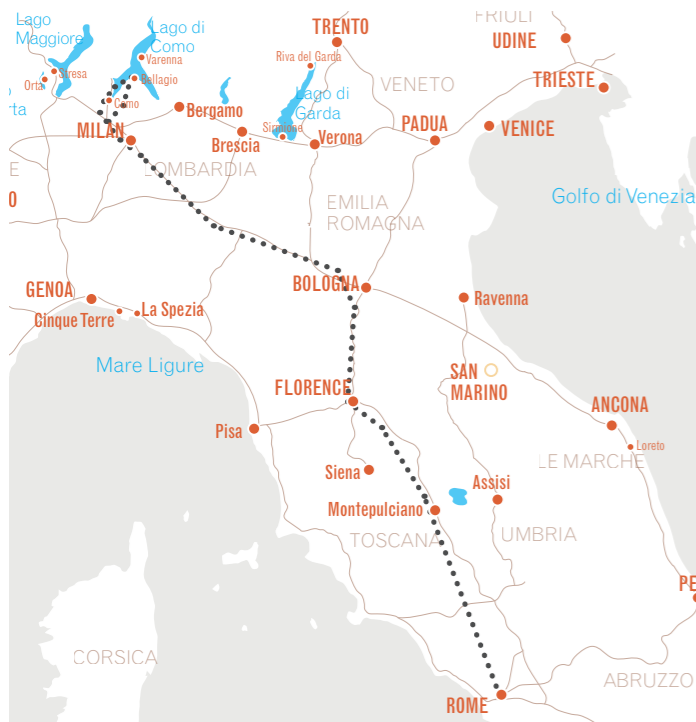 FRIULI
Lago
Maggiore
Lago di
Como
TRENTO
UDINE
Varenna
Riva del Garda
Stresa
Bellagio
Orta
VENETO
TRIESTE
rta
Como
Lago di
Garda
Bergamo
MILAN
Sirmione
Verona
PADUA
VENICE
Brescia
E
LOMBARDIA
O
EMILIA
ROMAGNA
Golfo di Venezia
GENOA
BOLOGNA
Ravenna
Cinque Terre
La Spezia
Mare Ligure
SAN
MARINO
FLORENCE
ANCONA
Pisa
Loreto
LE MARCHE
Siena
Assisi
Montepulciano
TOSCANA
UMBRIA
PE
CORSICA
ABRUZZO
ROME